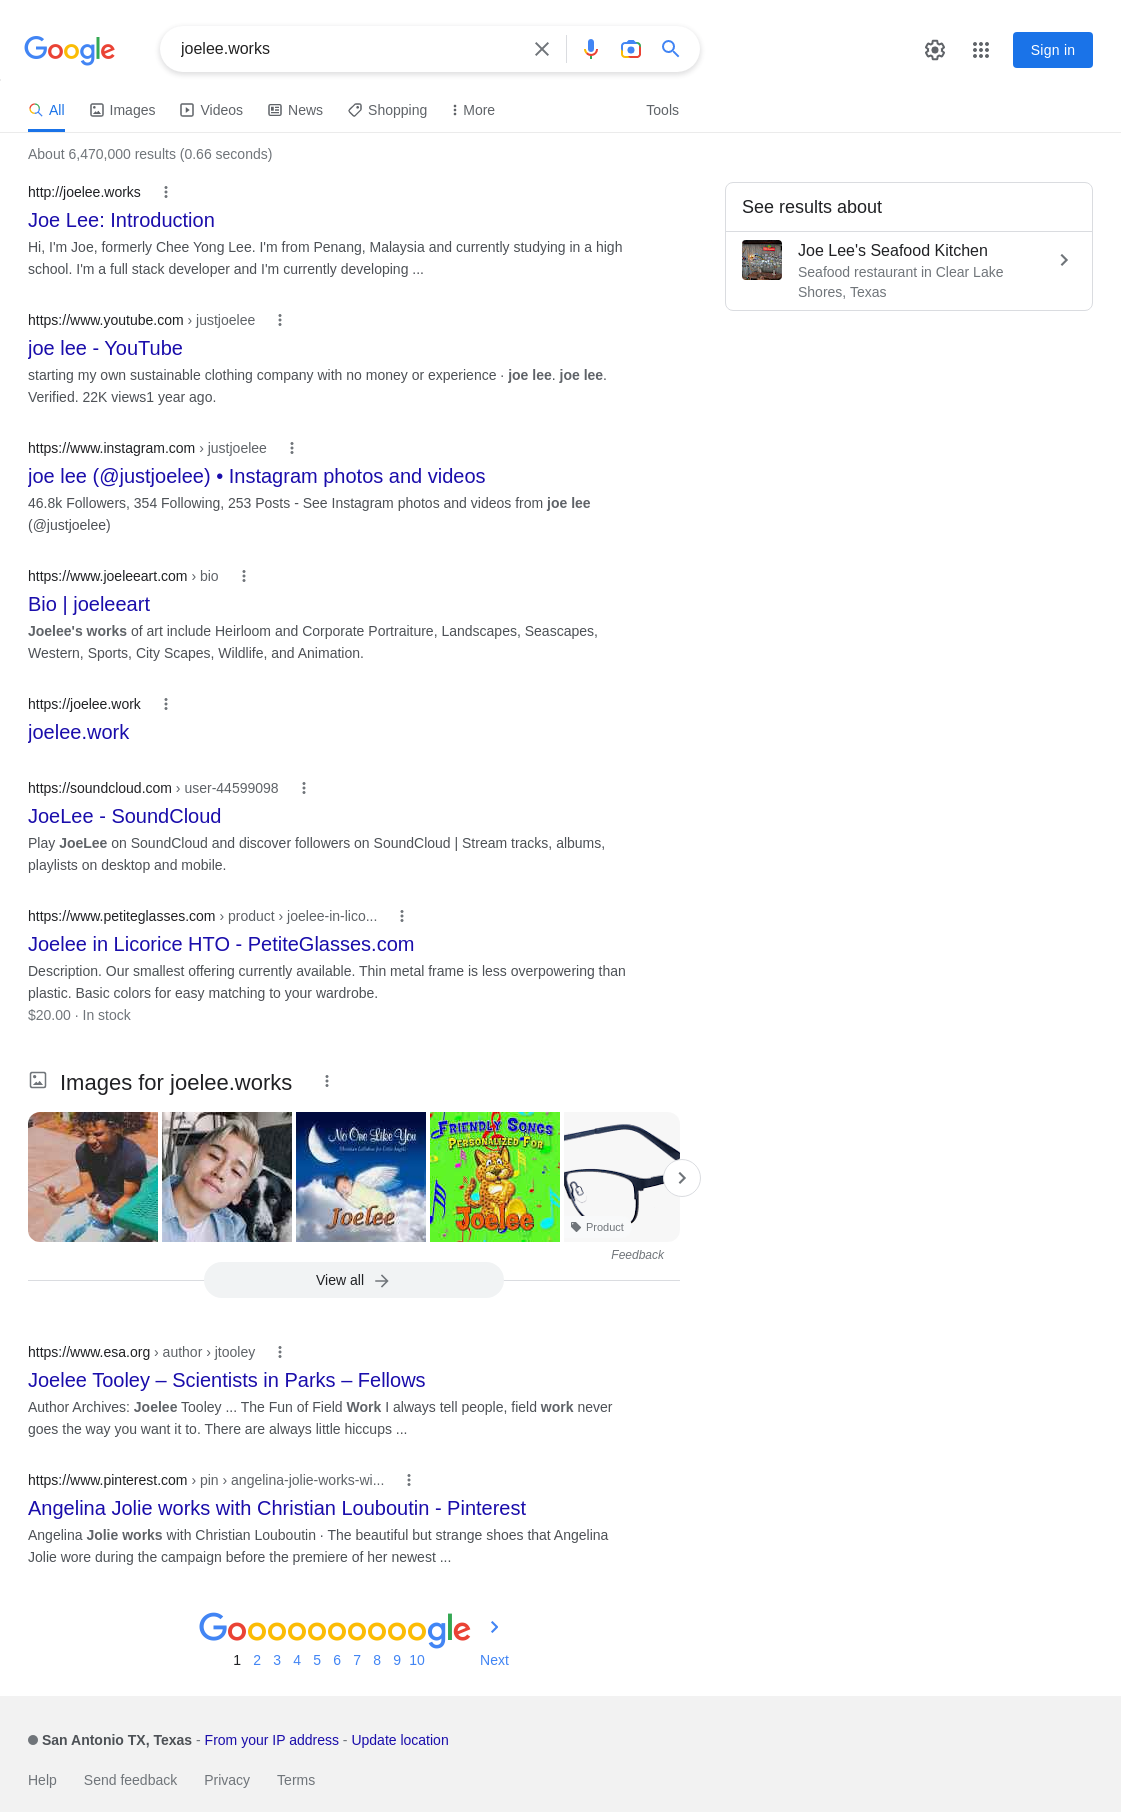 Google
joelee.works
Sign in
All
Images
Videos
News
Shopping
More
Tools
About 6,470,000 results (0.66 seconds)
http://joelee.works
Joe Lee: Introduction
Hi, I'm Joe, formerly Chee Yong Lee. I'm from Penang, Malaysia and currently studying in a high
school. I'm a full stack developer and I'm currently developing ...
See results about
Joe Lee's Seafood Kitchen
Seafood restaurant in Clear Lake
Shores, Texas
https://www.youtube.com › justjoelee
joe lee - YouTube
starting my own sustainable clothing company with no money or experience · joe lee. joe lee.
Verified. 22K views1 year ago.
https://www.instagram.com › justjoelee
joe lee (@justjoelee) • Instagram photos and videos
46.8k Followers, 354 Following, 253 Posts - See Instagram photos and videos from joe lee
(@justjoelee)
https://www.joeleeart.com › bio
Bio | joeleeart
Joelee's works of art include Heirloom and Corporate Portraiture, Landscapes, Seascapes,
Western, Sports, City Scapes, Wildlife, and Animation.
https://joelee.work
joelee.work
https://soundcloud.com › user-44599098
JoeLee - SoundCloud
Play JoeLee on SoundCloud and discover followers on SoundCloud | Stream tracks, albums,
playlists on desktop and mobile.
https://www.petiteglasses.com › product › joelee-in-lico...
Joelee in Licorice HTO - PetiteGlasses.com
Description. Our smallest offering currently available. Thin metal frame is less overpowering than
plastic. Basic colors for easy matching to your wardrobe.
$20.00 · In stock
Images for joelee.works
No One Like You
Christian Lullabies for Little Angels
Joelee
FRIENDLY SONGS
PERSONALIZED FOR
Joelee
Product
Feedback
View all
https://www.esa.org › author › jtooley
Joelee Tooley – Scientists in Parks – Fellows
Author Archives: Joelee Tooley ... The Fun of Field Work I always tell people, field work never
goes the way you want it to. There are always little hiccups ...
https://www.pinterest.com › pin › angelina-jolie-works-wi...
Angelina Jolie works with Christian Louboutin - Pinterest
Angelina Jolie works with Christian Louboutin · The beautiful but strange shoes that Angelina
Jolie wore during the campaign before the premiere of her newest ...
Goooooooooogle
1 2 3 4 5 6 7 8 9 10 Next
San Antonio TX, Texas - From your IP address - Update location
Help Send feedback Privacy Terms